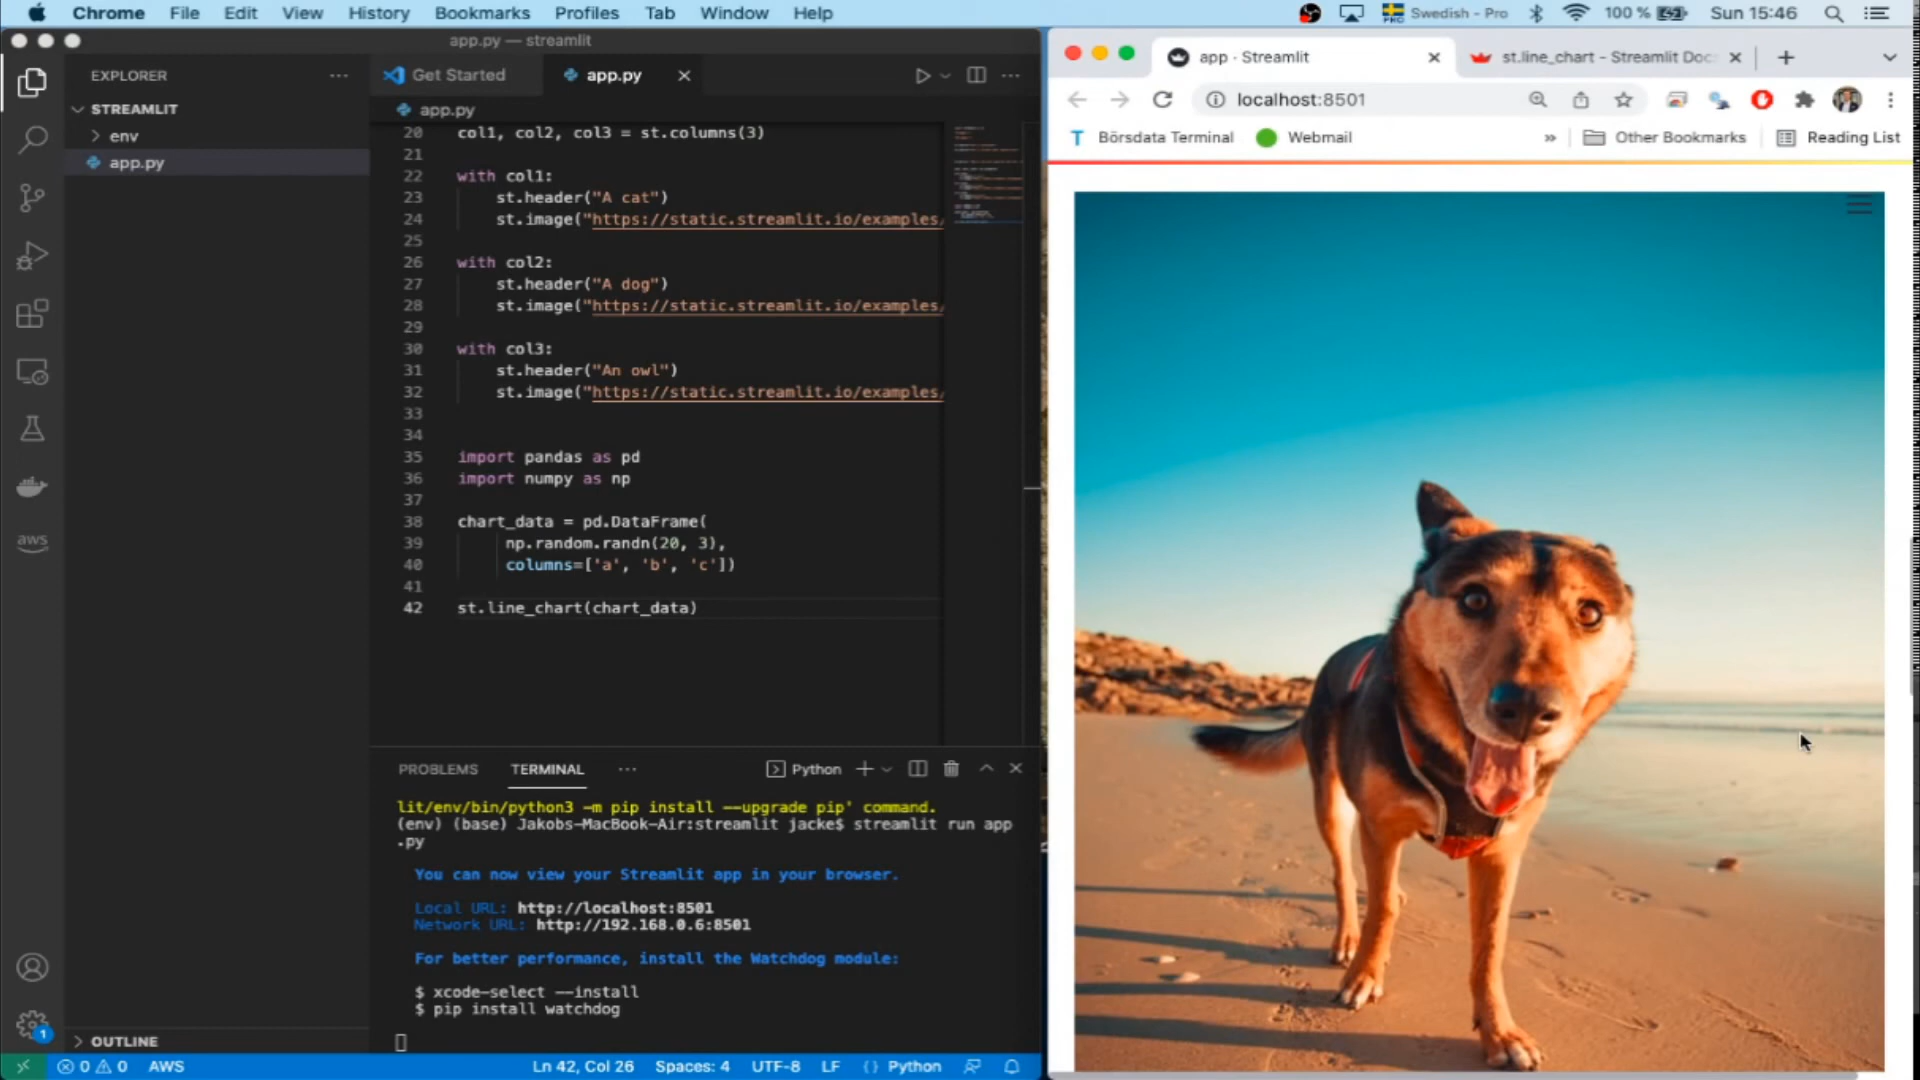 Chrome File Edit View History Bookmarks Profiles Tab Window Help
PRO Swedish - Pro 100 % Sun 15:46
app.py — streamlit
EXPLORER
STREAMLIT
env
app.py
OUTLINE
aws
1
Get Started app.py
app.py
20 col1, col2, col3 = st.columns(3)
21
22 with col1:
23 st.header("A cat")
24 st.image("https://static.streamlit.io/examples/
25
26 with col2:
27 st.header("A dog")
28 st.image("https://static.streamlit.io/examples/
29
30 with col3:
31 st.header("An owl")
32 st.image("https://static.streamlit.io/examples/
33
34
35 import pandas as pd
36 import numpy as np
37
38 chart_data = pd.DataFrame(
39 np.random.randn(20, 3),
40 columns=['a', 'b', 'c'])
41
42 st.line_chart(chart_data)
PROBLEMS TERMINAL Python
lit/env/bin/python3 -m pip install --upgrade pip' command.
(env) (base) Jakobs-MacBook-Air:streamlit jacke$ streamlit run app
.py
You can now view your Streamlit app in your browser.
Local URL: http://localhost:8501
Network URL: http://192.168.0.6:8501
For better performance, install the Watchdog module:
$ xcode-select --install
$ pip install watchdog
0 0 AWS Ln 42, Col 26 Spaces: 4 UTF-8 LF {} Python
app · Streamlit st.line_chart - Streamlit Doc
localhost:8501
Börsdata Terminal Webmail » Other Bookmarks Reading List